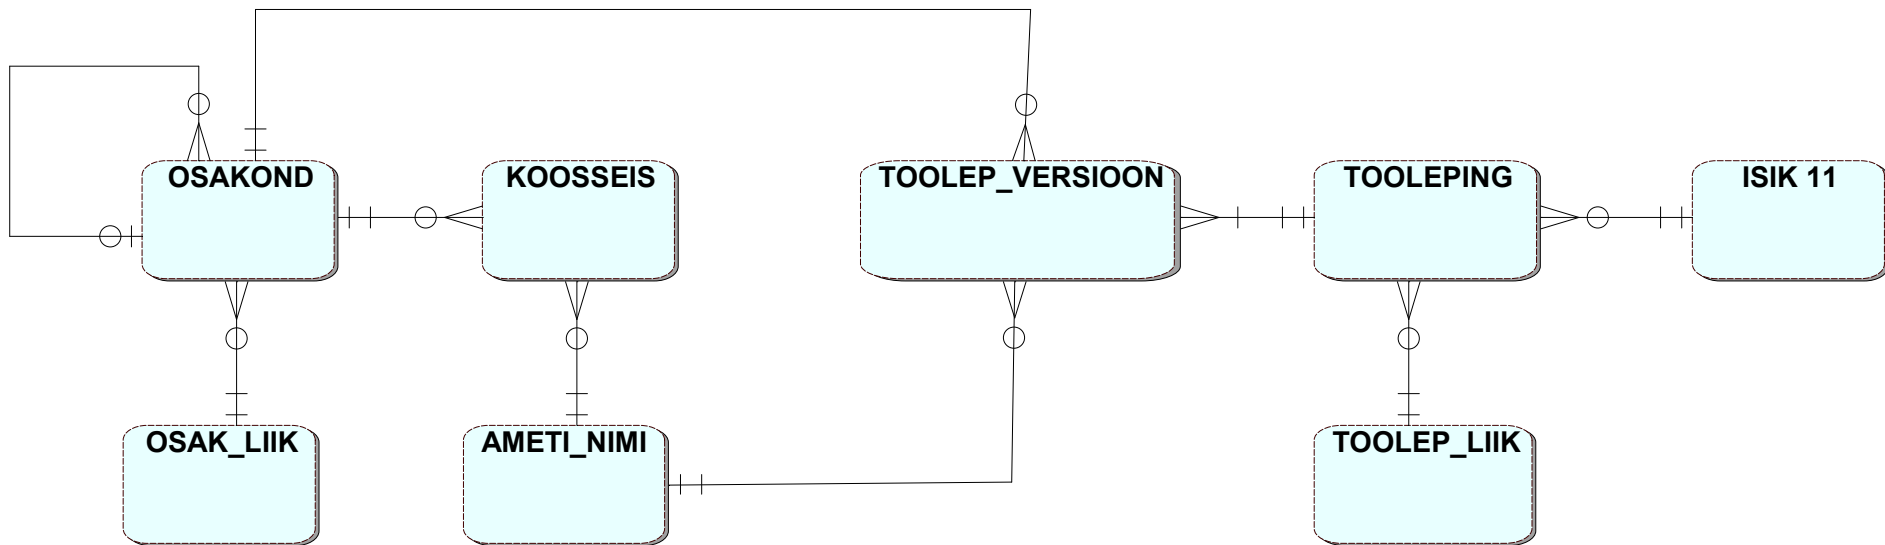 OSAKOND
KOOSSEIS
TOOLEP_VERSIOON
TOOLEPING
ISIK 11
OSAK_LIIK
AMETI_NIMI
TOOLEP_LIIK